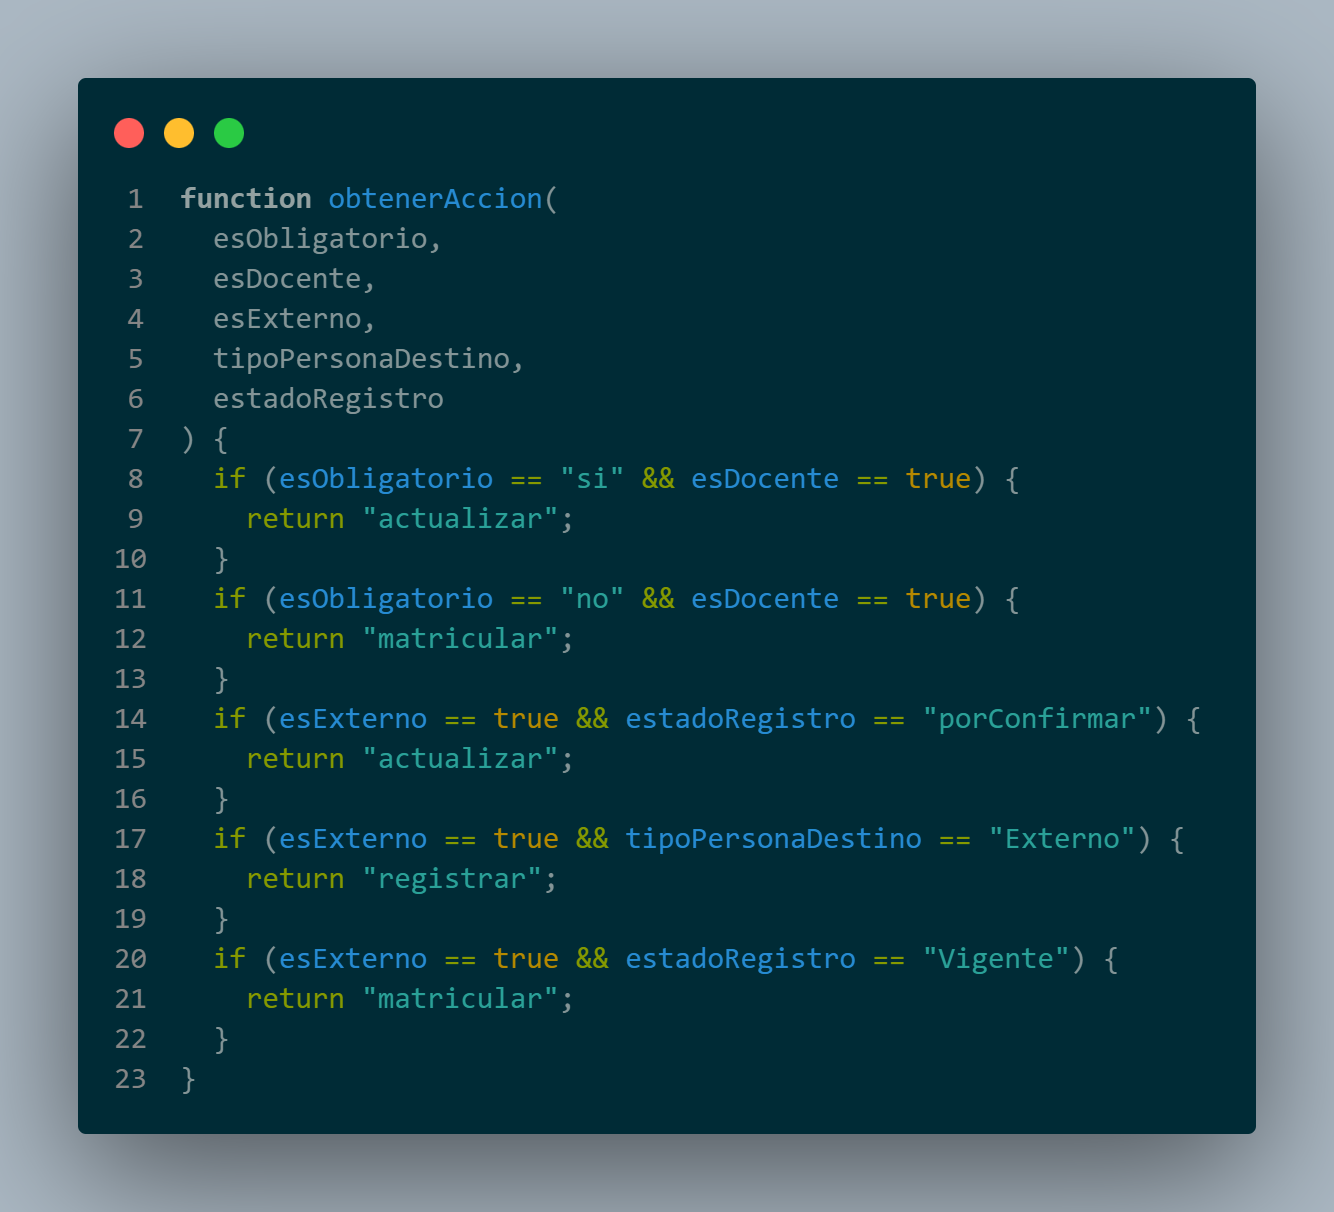 1 function obtenerAccion(
2   esObligatorio,
3   esDocente,
4   esExterno,
5   tipoPersonaDestino,
6   estadoRegistro
7 ) {
8   if (esObligatorio == "si" && esDocente == true) {
9     return "actualizar";
10   }
11   if (esObligatorio == "no" && esDocente == true) {
12     return "matricular";
13   }
14   if (esExterno == true && estadoRegistro == "porConfirmar") {
15     return "actualizar";
16   }
17   if (esExterno == true && tipoPersonaDestino == "Externo") {
18     return "registrar";
19   }
20   if (esExterno == true && estadoRegistro == "Vigente") {
21     return "matricular";
22   }
23 }